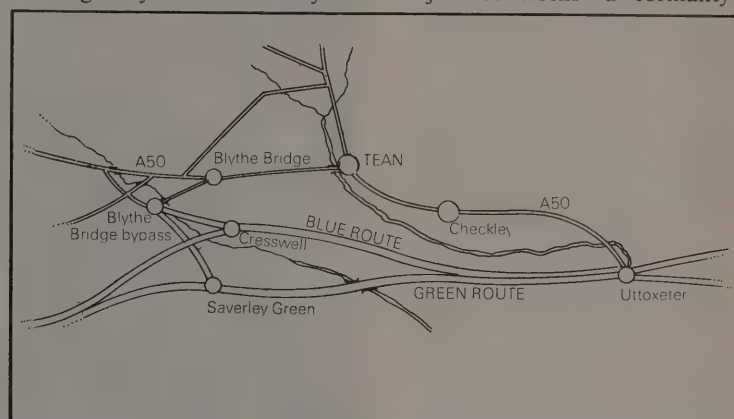 A50
Blythe Bridge
TEAN
Blythe
Bridge bypass
Cresswell
BLUE ROUTE
Checkley
A50
Saverley Green
GREEN ROUTE
Uttoxeter